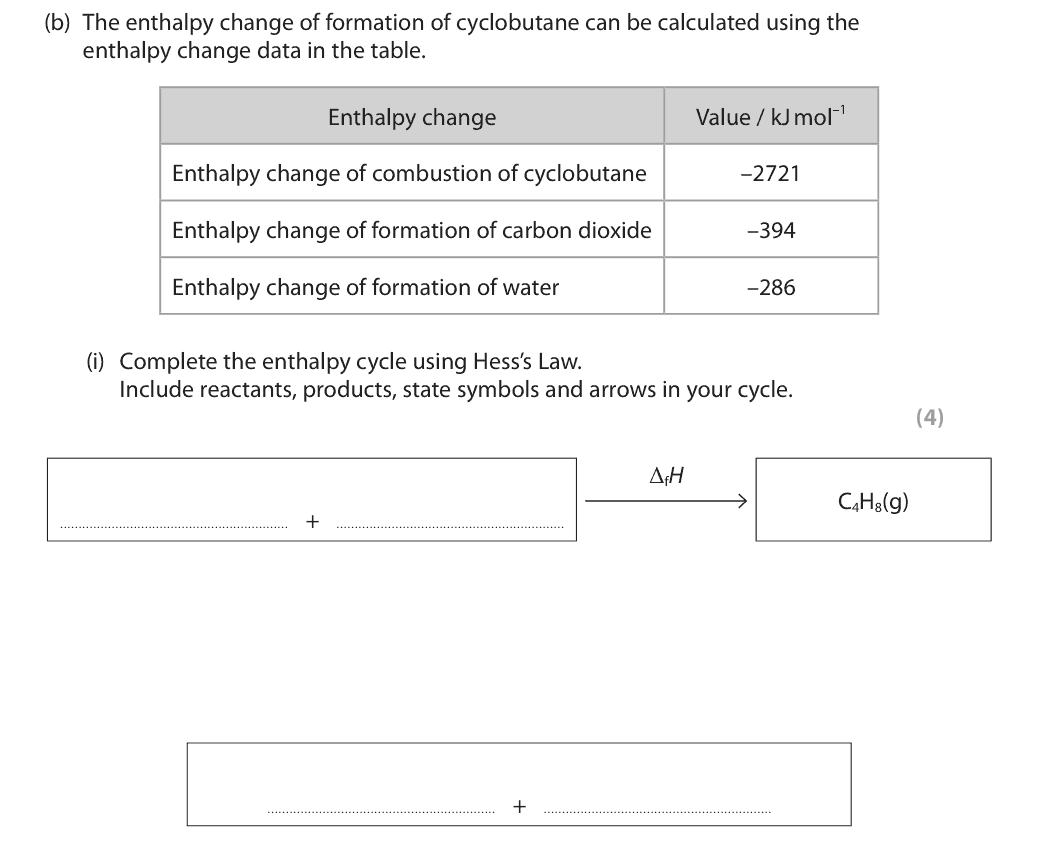 (b) The enthalpy change of formation of cyclobutane can be calculated using the
enthalpy change data in the table.
Enthalpy change Value / kJ mol⁻¹
Enthalpy change of combustion of cyclobutane –2721
Enthalpy change of formation of carbon dioxide –394
Enthalpy change of formation of water –286
(i) Complete the enthalpy cycle using Hess’s Law.
Include reactants, products, state symbols and arrows in your cycle.
(4)
ΔfH
C₄H₈(g)
+
+